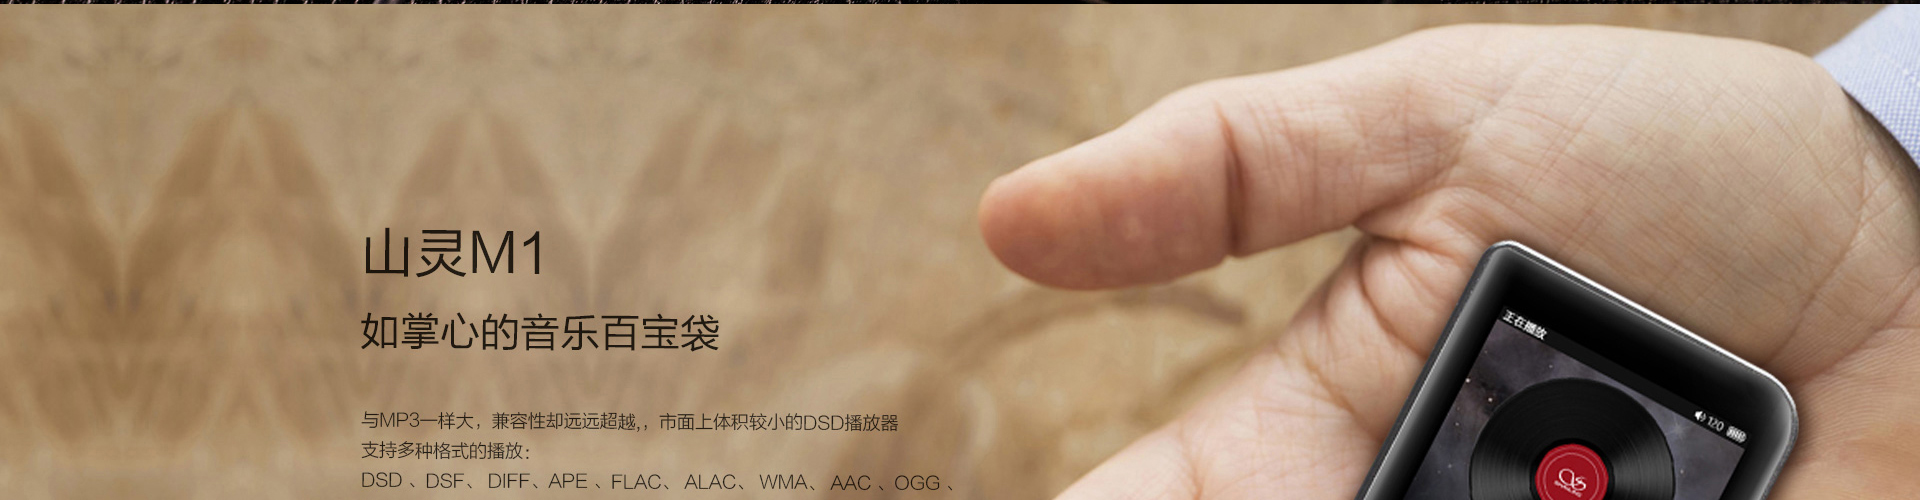 山灵M1
如掌心的音乐百宝袋
与MP3一样大，兼容性却远远超越,，市面上体积较小的DSD播放器
支持多种格式的播放：
DSD 、DSF、 DIFF、APE 、FLAC、 ALAC、 WMA、 AAC 、OGG 、
正在播放
120